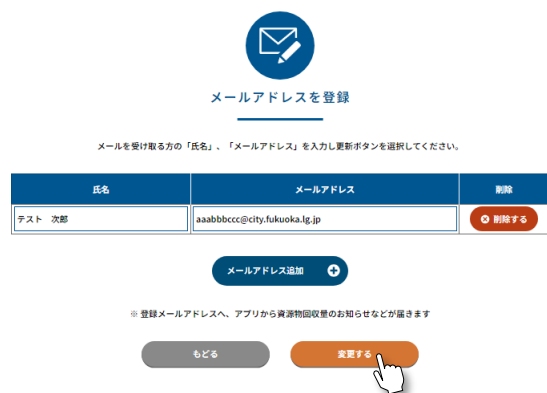 メールアドレスを登録
メールを受け取る方の「氏名」、「メールアドレス」を入力し更新ボタンを選択してください。
氏名 メールアドレス 削除
テスト 次郎 aaabbbccc@city.fukuoka.lg.jp 削除する
メールアドレス追加
※ 登録メールアドレスへ、アプリから資源物回収量のお知らせなどが届きます
もどる 変更する